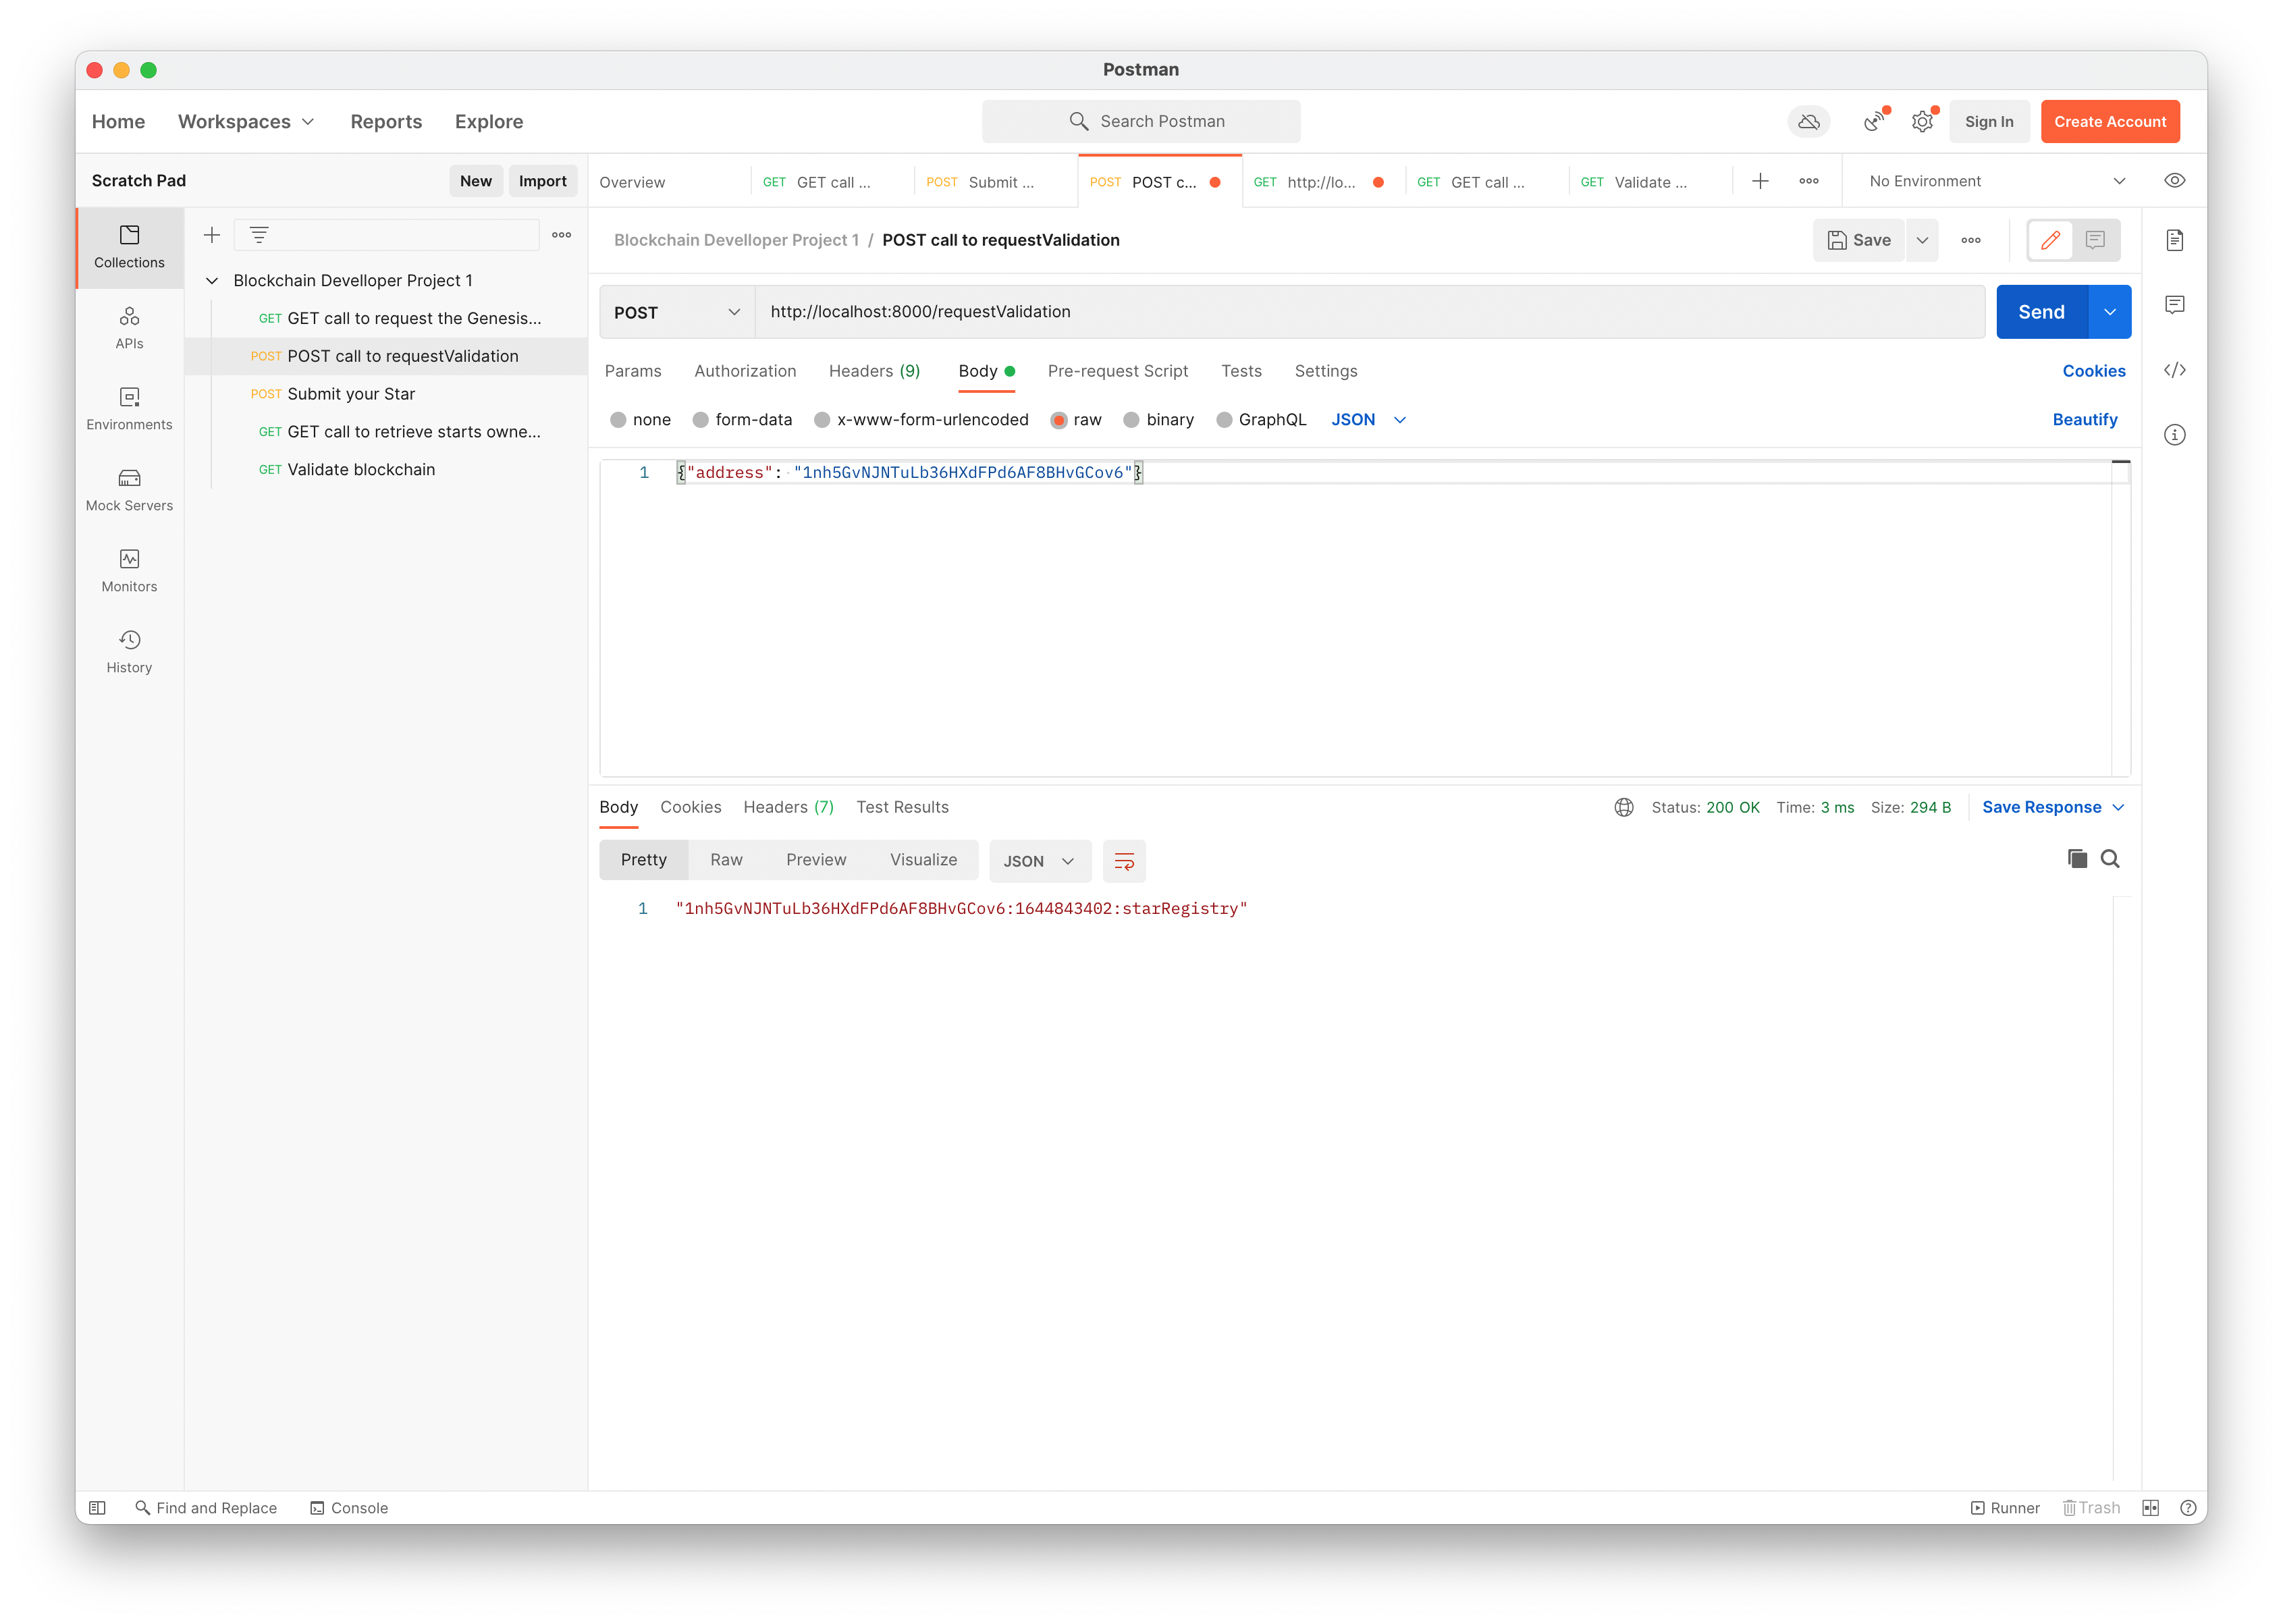 Postman
Home Workspaces Reports Explore Search Postman Sign In Create Account
Scratch Pad New Import Overview GET GET call ... POST Submit ... POST POST c... GET http://lo... GET GET call ... GET Validate ... No Environment
Collections
APIs
Environments
Mock Servers
Monitors
History
Blockchain Develloper Project 1
GET GET call to request the Genesis...
POST POST call to requestValidation
POST Submit your Star
GET GET call to retrieve starts owne...
GET Validate blockchain
Blockchain Develloper Project 1 / POST call to requestValidation Save
POST http://localhost:8000/requestValidation Send
Params Authorization Headers (9) Body Pre-request Script Tests Settings Cookies
none form-data x-www-form-urlencoded raw binary GraphQL JSON Beautify
1 {"address": "1nh5GvNJNTuLb36HXdFPd6AF8BHvGCov6"}
Body Cookies Headers (7) Test Results Status: 200 OK Time: 3 ms Size: 294 B Save Response
Pretty Raw Preview Visualize JSON
1 "1nh5GvNJNTuLb36HXdFPd6AF8BHvGCov6:1644843402:starRegistry"
Find and Replace Console Runner Trash